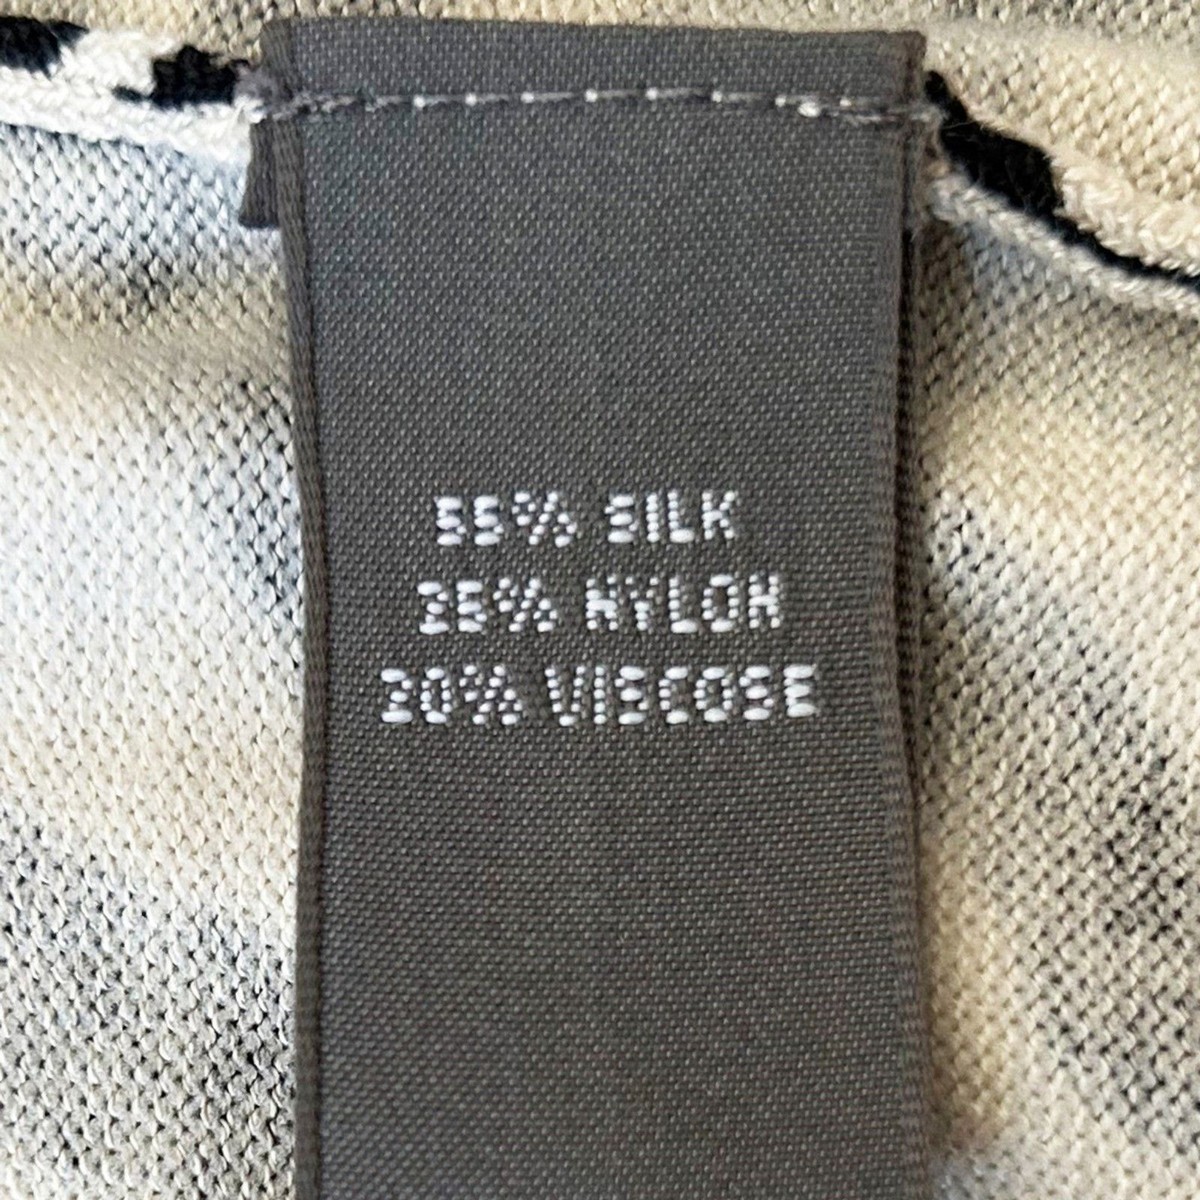 55% SILK
25% NYLON
20% VISCOSE